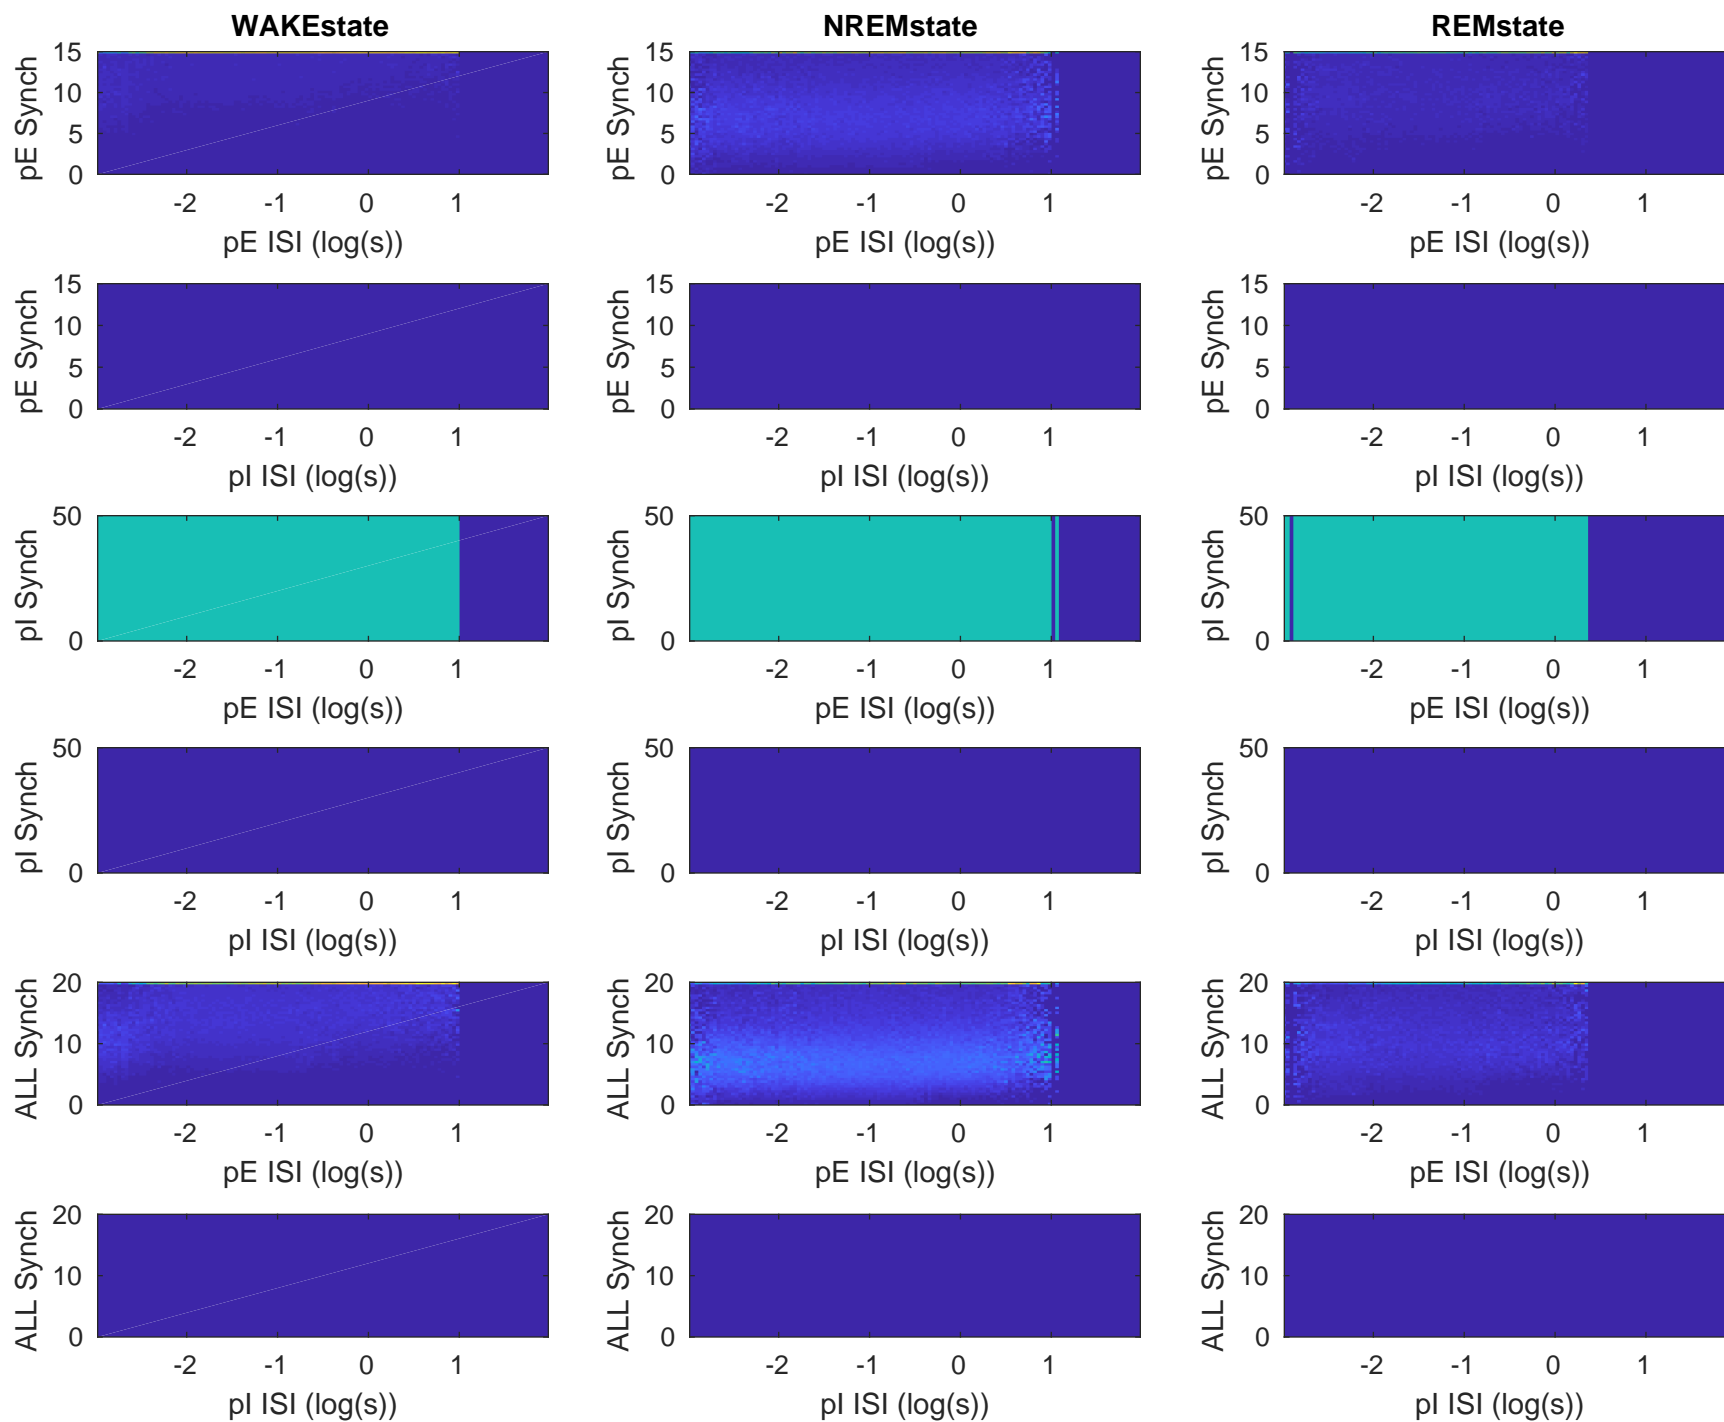 WAKEstate NREMstate REMstate
15 15 15
10 10 10
5 5 5
0 0 0
pE Synch pE Synch pE Synch
-2 -1 0 1 -2 -1 0 1 -2 -1 0 1
pE ISI (log(s)) pE ISI (log(s)) pE ISI (log(s))
15 15 15
10 10 10
5 5 5
0 0 0
pE Synch pE Synch pE Synch
-2 -1 0 1 -2 -1 0 1 -2 -1 0 1
pI ISI (log(s)) pI ISI (log(s)) pI ISI (log(s))
50 50 50
0 0 0
pI Synch pI Synch pI Synch
-2 -1 0 1 -2 -1 0 1 -2 -1 0 1
pE ISI (log(s)) pE ISI (log(s)) pE ISI (log(s))
50 50 50
0 0 0
pI Synch pI Synch pI Synch
-2 -1 0 1 -2 -1 0 1 -2 -1 0 1
pI ISI (log(s)) pI ISI (log(s)) pI ISI (log(s))
20 20 20
10 10 10
0 0 0
ALL Synch ALL Synch ALL Synch
-2 -1 0 1 -2 -1 0 1 -2 -1 0 1
pE ISI (log(s)) pE ISI (log(s)) pE ISI (log(s))
20 20 20
10 10 10
0 0 0
ALL Synch ALL Synch ALL Synch
-2 -1 0 1 -2 -1 0 1 -2 -1 0 1
pI ISI (log(s)) pI ISI (log(s)) pI ISI (log(s))